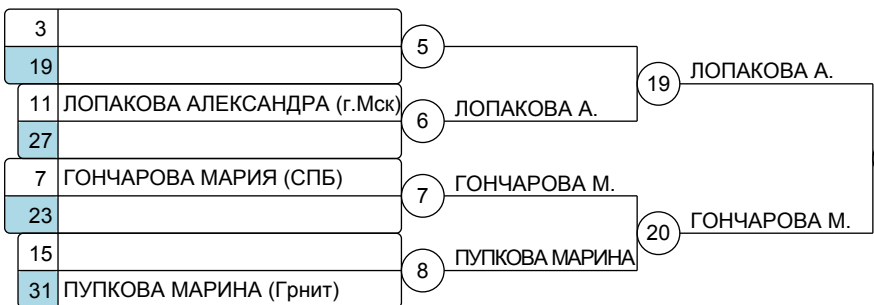 3
19
5
11 ЛОПАКОВА АЛЕКСАНДРА (г.Мск)
27
6 ЛОПАКОВА А.
19 ЛОПАКОВА А.
7 ГОНЧАРОВА МАРИЯ (СПБ)
23
7 ГОНЧАРОВА М.
15
31 ПУПКОВА МАРИНА (Грнит)
8 ПУПКОВА МАРИНА
20 ГОНЧАРОВА М.